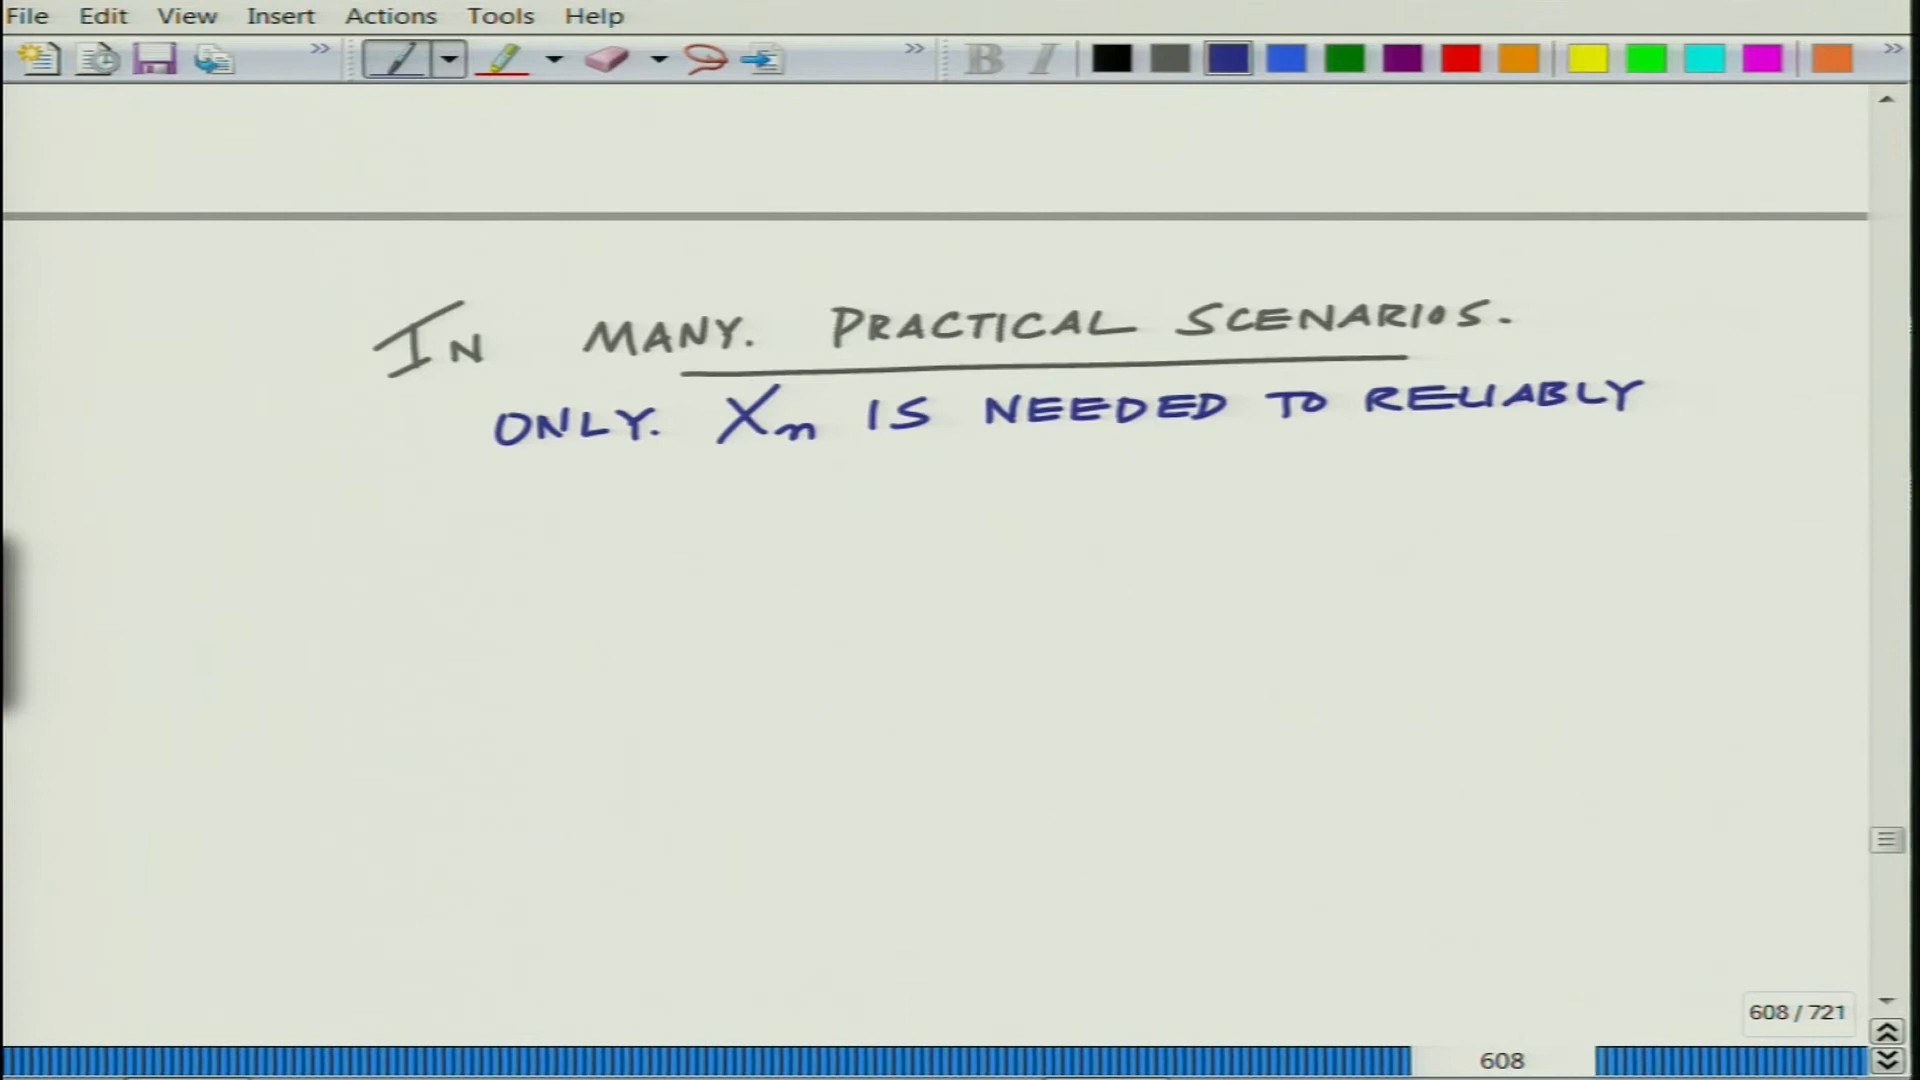 File Edit View Insert Actions Tools Help
B I
IN MANY. PRACTICAL SCENARIOS.
ONLY. Xn IS NEEDED TO RELIABLY
608 / 721
608